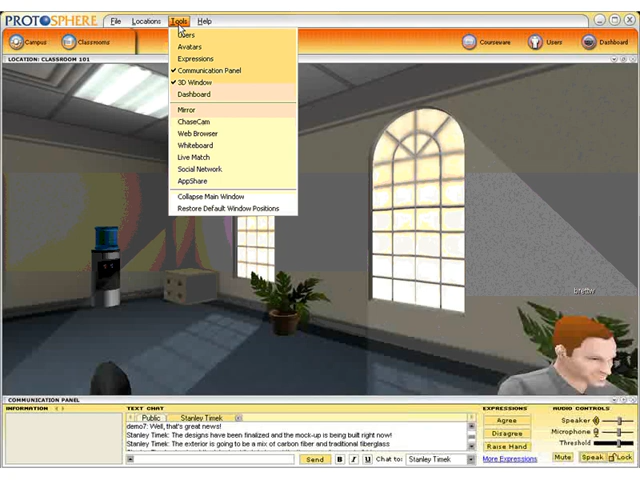 PROTOSPHERE File Locations Tools Help
Campus Classrooms Courseware Users Dashboard
LOCATION: CLASSROOM 101
Users
Avatars
Expressions
Communication Panel
3D Window
Dashboard
Mirror
ChaseCam
Web Browser
Whiteboard
Live Match
Social Network
AppShare
Collapse Main Window
Restore Default Window Positions
brettw
COMMUNICATION PANEL
INFORMATION TEXT CHAT EXPRESSIONS AUDIO CONTROLS
Public Stanley Timek
demo7: Well, that's great news!
Stanley Timek: The designs have been finalized and the mock-up is being built right now!
Stanley Timek: The exterior is going to be a mix of carbon fiber and traditional fiberglass
Agree Speaker
Disagree Microphone
Raise Hand Threshold
Send B I U Chat to: Stanley Timek More Expressions Mute Speak Lock